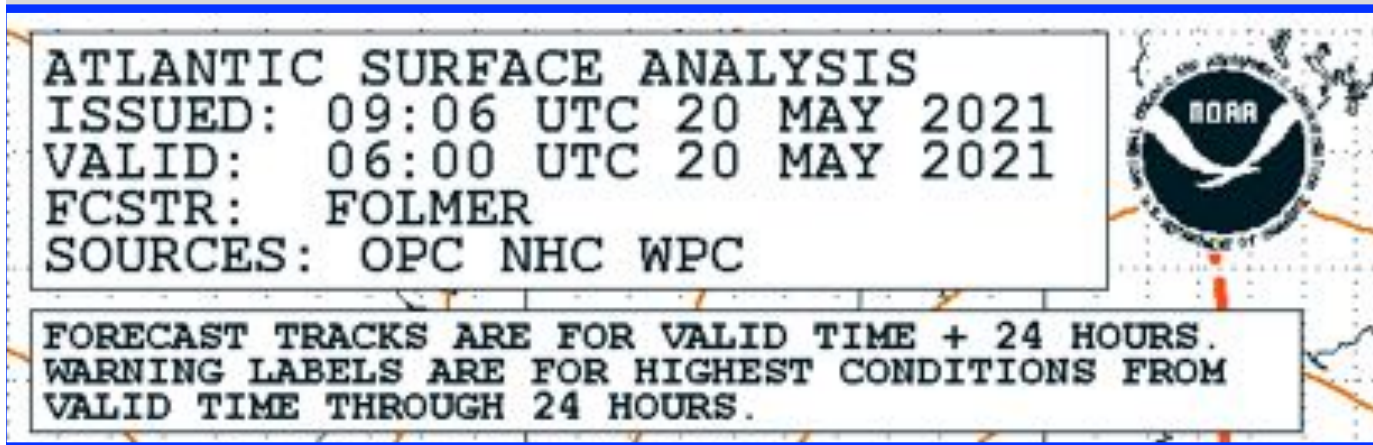 ATLANTIC SURFACE ANALYSIS
ISSUED: 09:06 UTC 20 MAY 2021
VALID: 06:00 UTC 20 MAY 2021
FCSTR: FOLMER
SOURCES: OPC NHC WPC
NOAA
FORECAST TRACKS ARE FOR VALID TIME + 24 HOURS.
WARNING LABELS ARE FOR HIGHEST CONDITIONS FROM
VALID TIME THROUGH 24 HOURS.